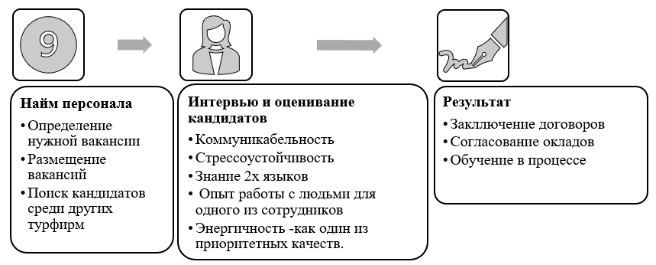 9
Найм персонала
•Определение
нужной вакансии
•Размещение
вакансий
•Поиск кандидатов
среди других
турфирм
Интервью и оценивание
кандидатов
•Коммуникабельность
•Стрессоустойчивость
•Знание 2х языков
• Опыт работы с людьми для
одного из сотрудников
•Энергичность -как один из
приоритетных качеств.
Результат
•Закллючение договоров
•Согласование окладов
•Обучение в процессе